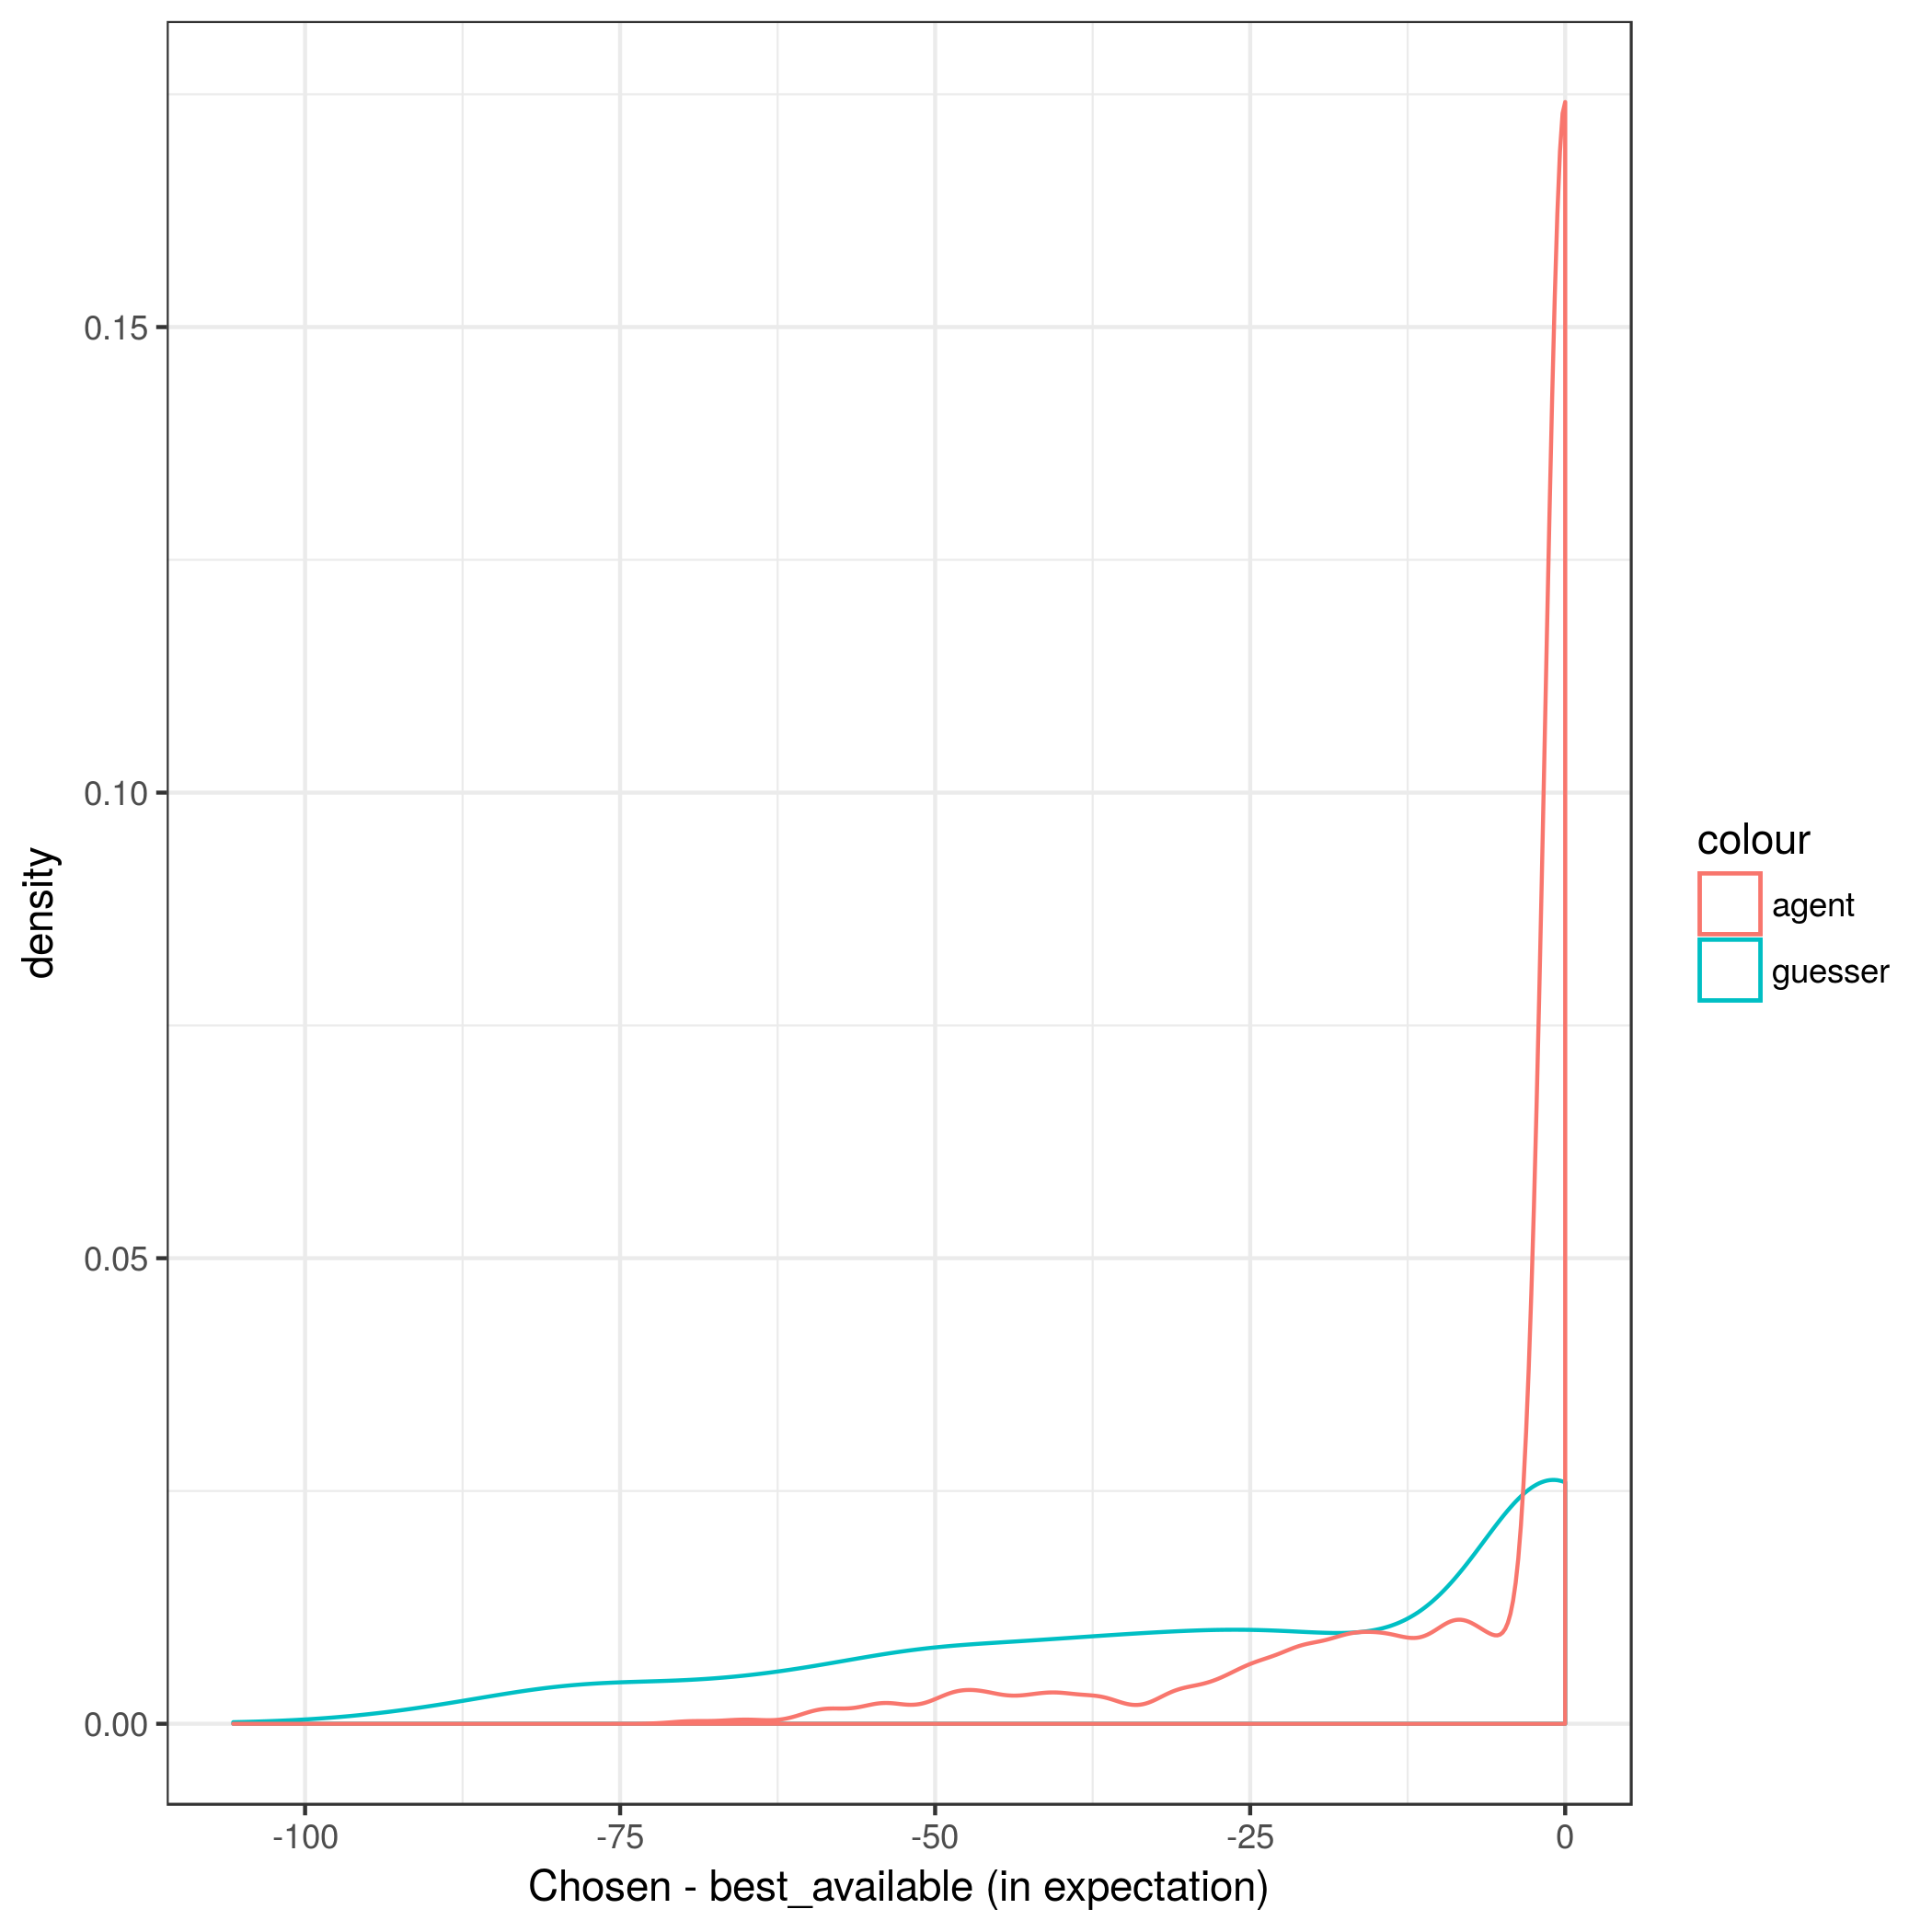 density
0.15
0.10
0.05
0.00
-100 -75 -50 -25 0
Chosen - best_available (in expectation)
colour
agent
guesser